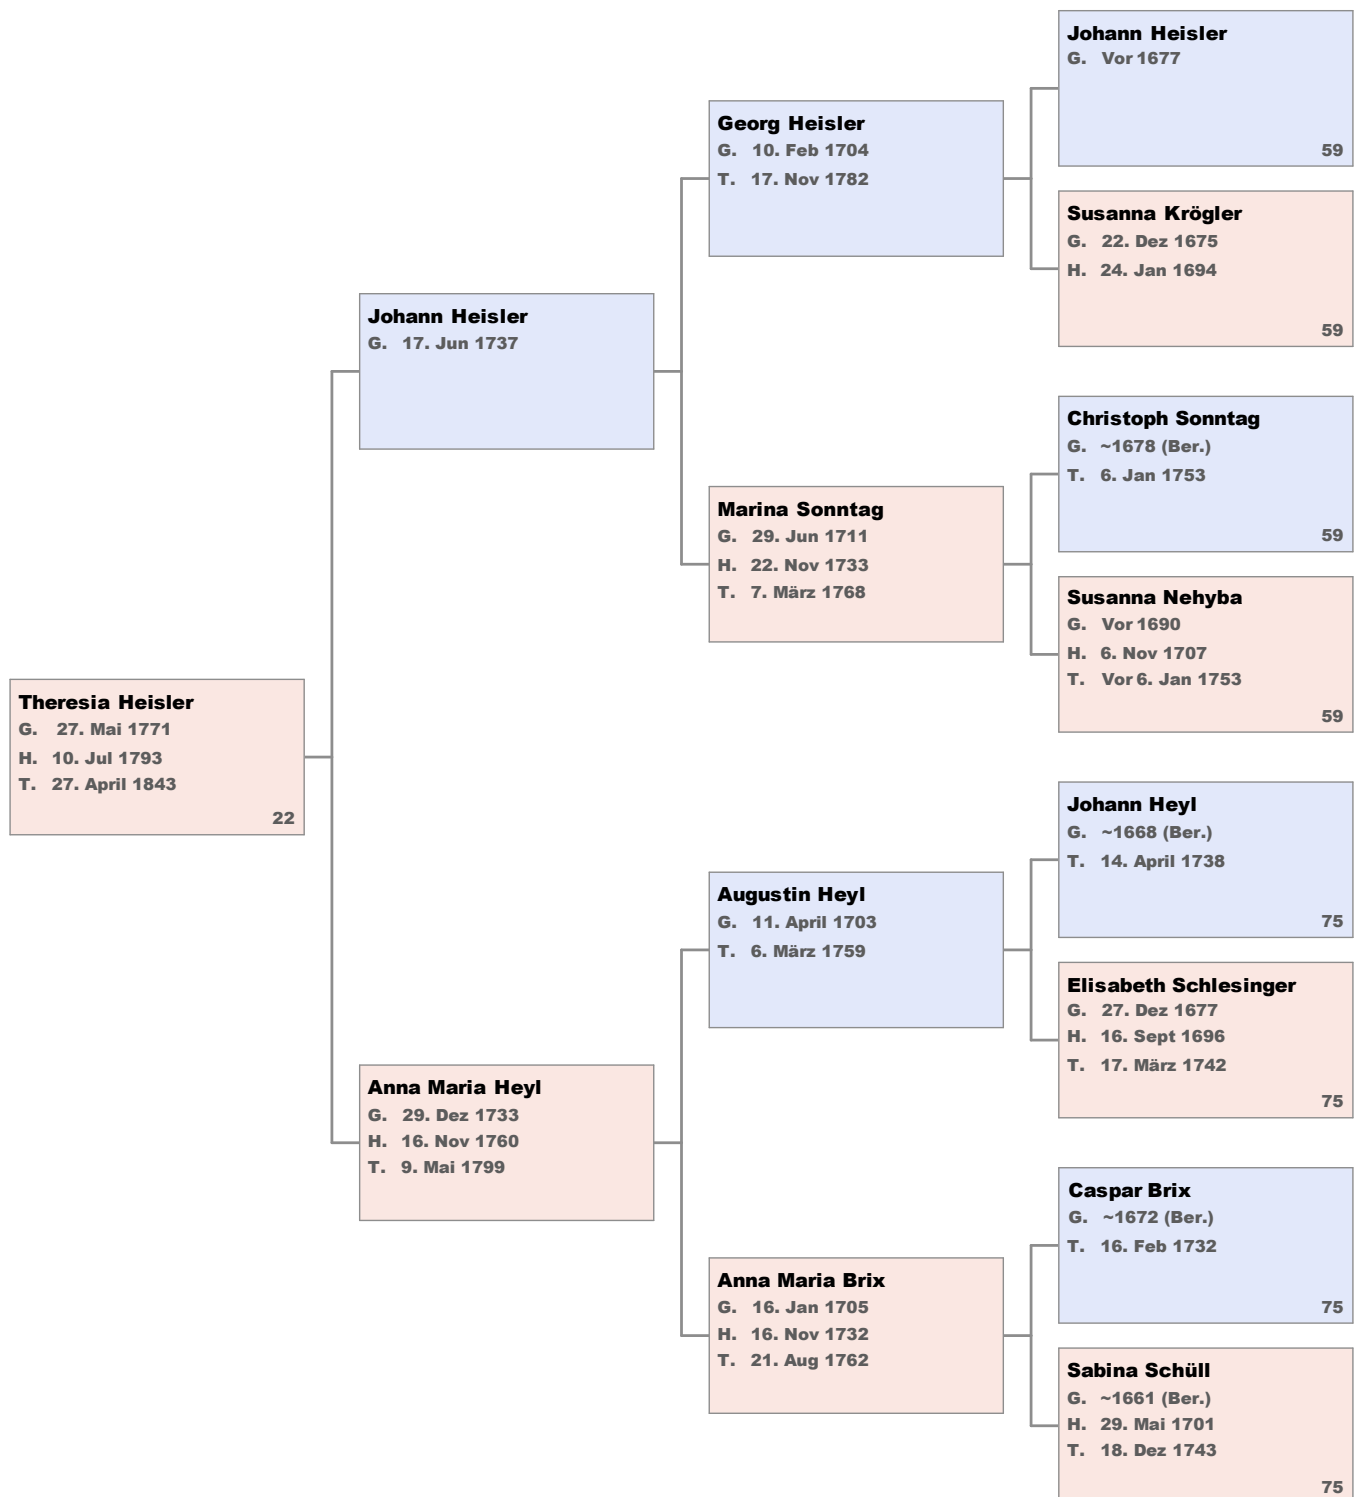 Johann Heisler
G. Vor 1677
59
Georg Heisler
G. 10. Feb 1704
T. 17. Nov 1782
Susanna Krögler
G. 22. Dez 1675
H. 24. Jan 1694
59
Johann Heisler
G. 17. Jun 1737
Christoph Sonntag
G. ~1678 (Ber.)
T. 6. Jan 1753
59
Marina Sonntag
G. 29. Jun 1711
H. 22. Nov 1733
T. 7. März 1768
Susanna Nehyba
G. Vor 1690
H. 6. Nov 1707
T. Vor 6. Jan 1753
59
Theresia Heisler
G. 27. Mai 1771
H. 10. Jul 1793
T. 27. April 1843
22
Johann Heyl
G. ~1668 (Ber.)
T. 14. April 1738
75
Augustin Heyl
G. 11. April 1703
T. 6. März 1759
Elisabeth Schlesinger
G. 27. Dez 1677
H. 16. Sept 1696
T. 17. März 1742
75
Anna Maria Heyl
G. 29. Dez 1733
H. 16. Nov 1760
T. 9. Mai 1799
Caspar Brix
G. ~1672 (Ber.)
T. 16. Feb 1732
75
Anna Maria Brix
G. 16. Jan 1705
H. 16. Nov 1732
T. 21. Aug 1762
Sabina Schüll
G. ~1661 (Ber.)
H. 29. Mai 1701
T. 18. Dez 1743
75